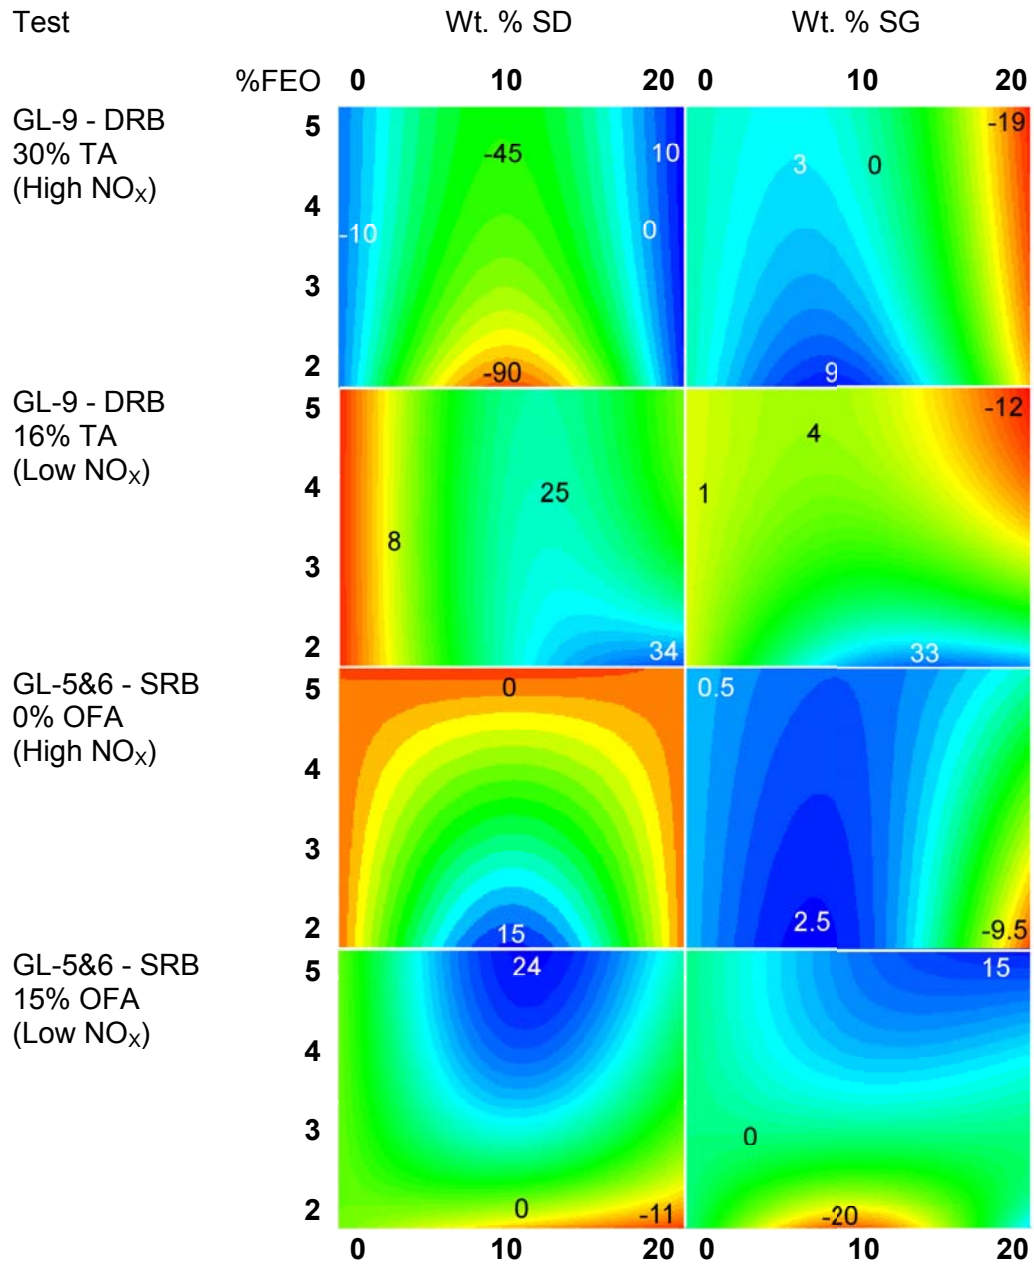 Test Wt. % SD Wt. % SG
%FEO 0 10 20 0 10 20
GL-9 - DRB 5 -45 10 3 0 -19
30% TA
(High NOX) 4 -10 0
3
2 -90 9
GL-9 - DRB 5 4 -12
16% TA
(Low NOX) 4 25 1
8
3
2 34 33
GL-5&6 - SRB 5 0 0.5
0% OFA
(High NOX) 4
3
2 15 2.5 -9.5
GL-5&6 - SRB 5 24 15
15% OFA
(Low NOX) 4
3 0
2 0 -11 -20
0 10 20 0 10 20